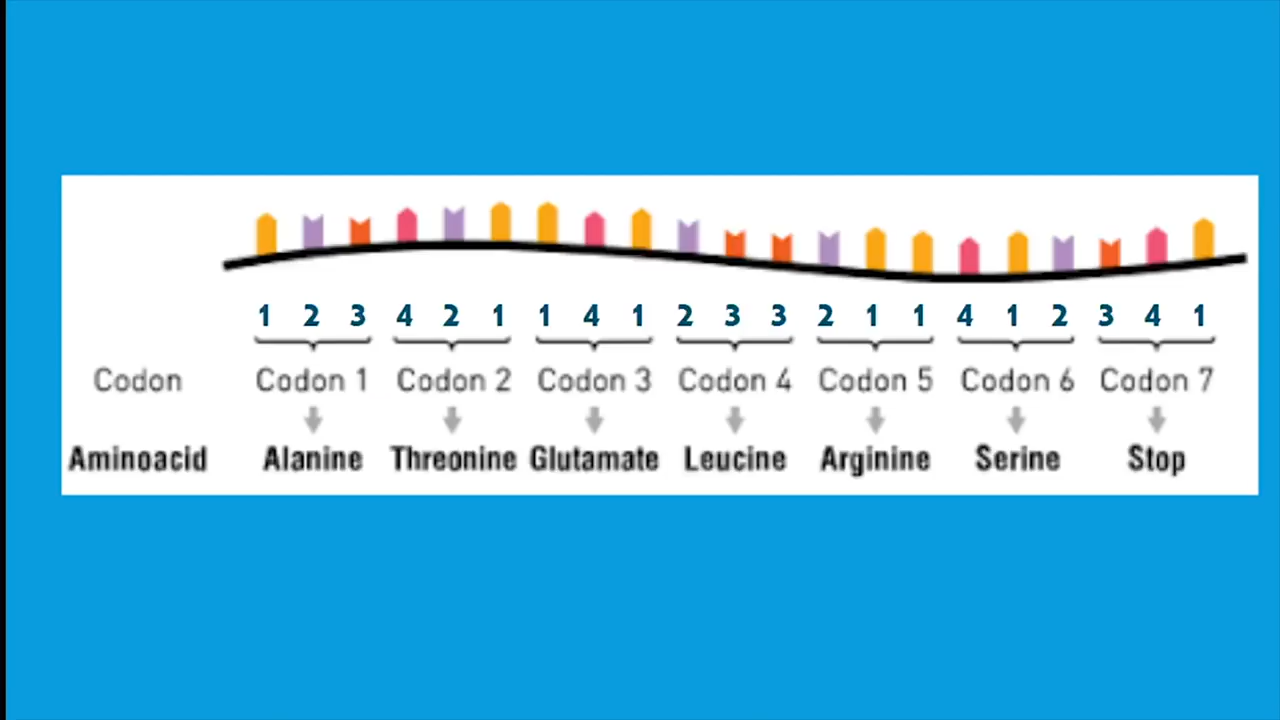 1 2 3 4 2 1 1 4 1 2 3 3 2 1 1 4 1 2 3 4 1
Codon Codon 1 Codon 2 Codon 3 Codon 4 Codon 5 Codon 6 Codon 7
Aminoacid Alanine Threonine Glutamate Leucine Arginine Serine Stop